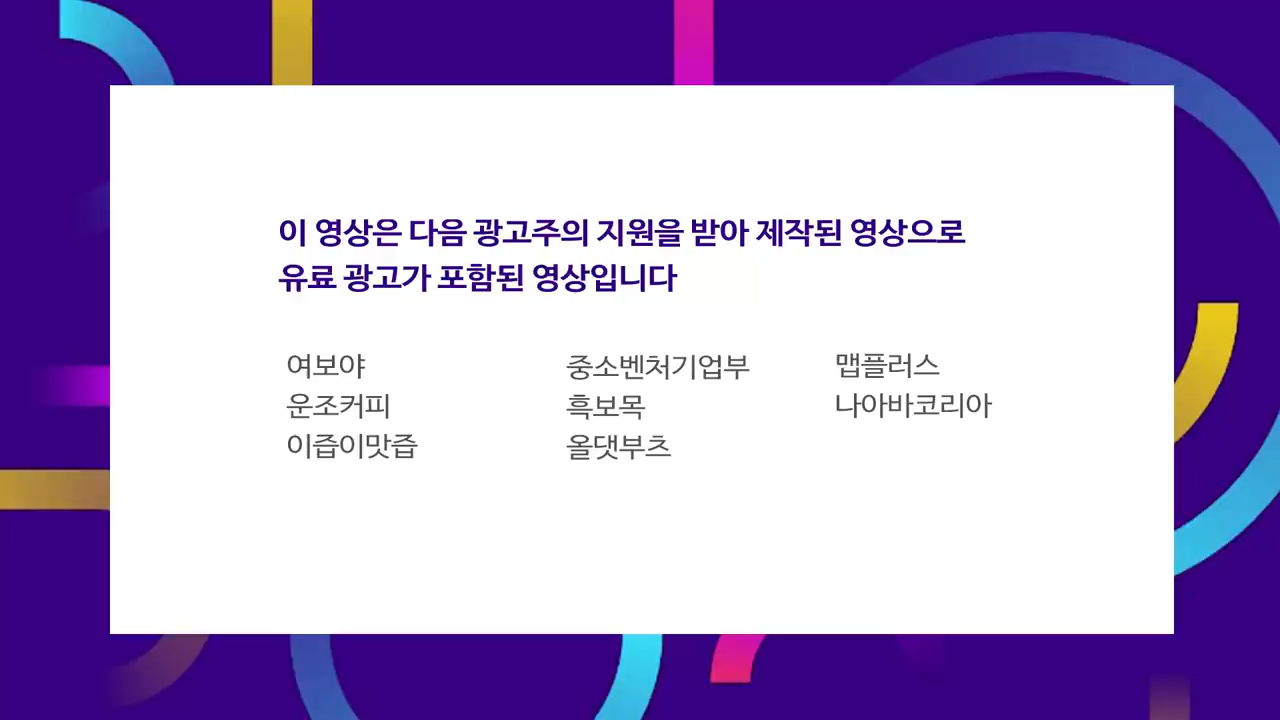 이 영상은 다음 광고주의 지원을 받아 제작된 영상으로
유료 광고가 포함된 영상입니다
여보야
운조커피
이즙이맛즙
중소벤처기업부
흑보목
올댓부츠
맵플러스
나아바코리아